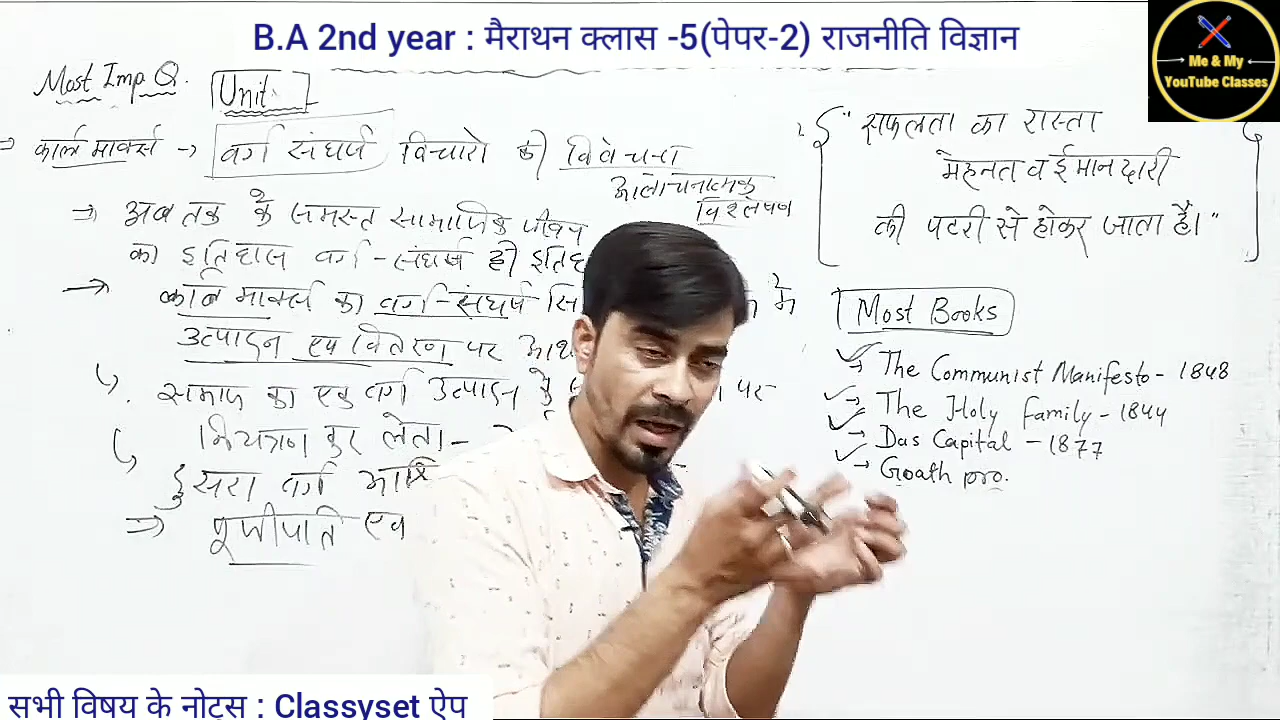 B.A 2nd year : मैराथन क्लास -5(पेपर-2) राजनीति विज्ञान
Me & My
YouTube Classes
Most Imp Q.
Unit
कार्ल मार्क्स → वर्ग संघर्ष विचारो की विवेचना
आलोचनात्मक
विश्लेषण
⇒ अब तक के समस्त सामाजिक जीवन
का इतिहास वर्ग-संघर्ष ही
→ कार्ल मार्क्स का वर्ग-संघर्ष में
उत्पादन एवं वितरण पर
समाज का एक वर्ग उत्पादन के पर
नियंत्रण कर लेता-
दुसरा वर्ग
⇒ पूंजीपति एवं
"सफलता का रास्ता
मेहनत व ईमानदारी
की पटरी से होकर जाता है।"
Most Books
→ The Communist Manifesto - 1848
→ The Holy family - 1844
→ Das Capital - 1877
→ Goath pro.
सभी विषय के नोट्स : Classyset ऐप